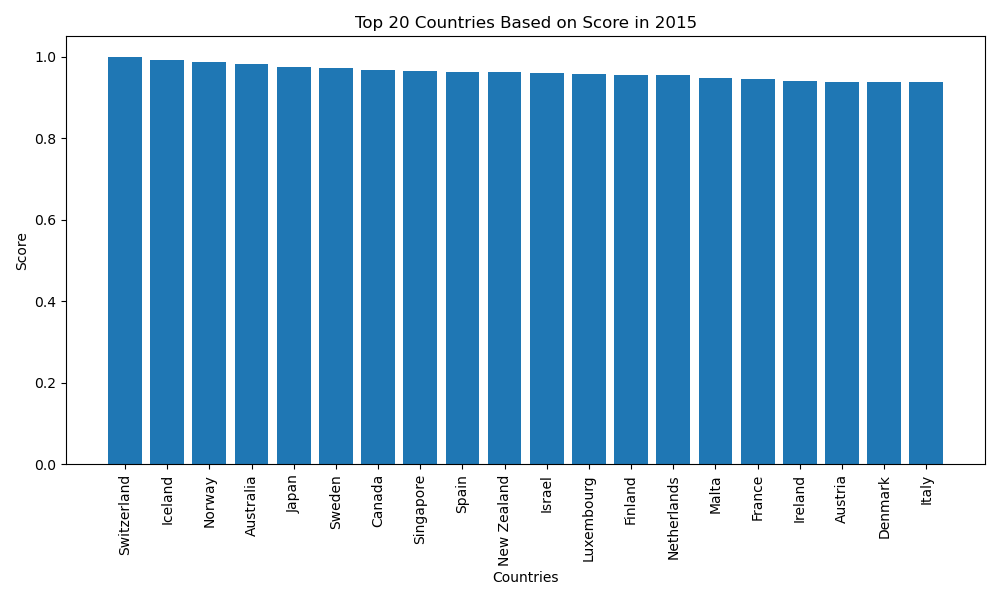 Top 20 Countries Based on Score in 2015
Score
1.0
0.8
0.6
0.4
0.2
0.0
Switzerland
Iceland
Norway
Australia
Japan
Sweden
Canada
Singapore
Spain
New Zealand
Israel
Luxembourg
Finland
Netherlands
Malta
France
Ireland
Austria
Denmark
Italy
Countries